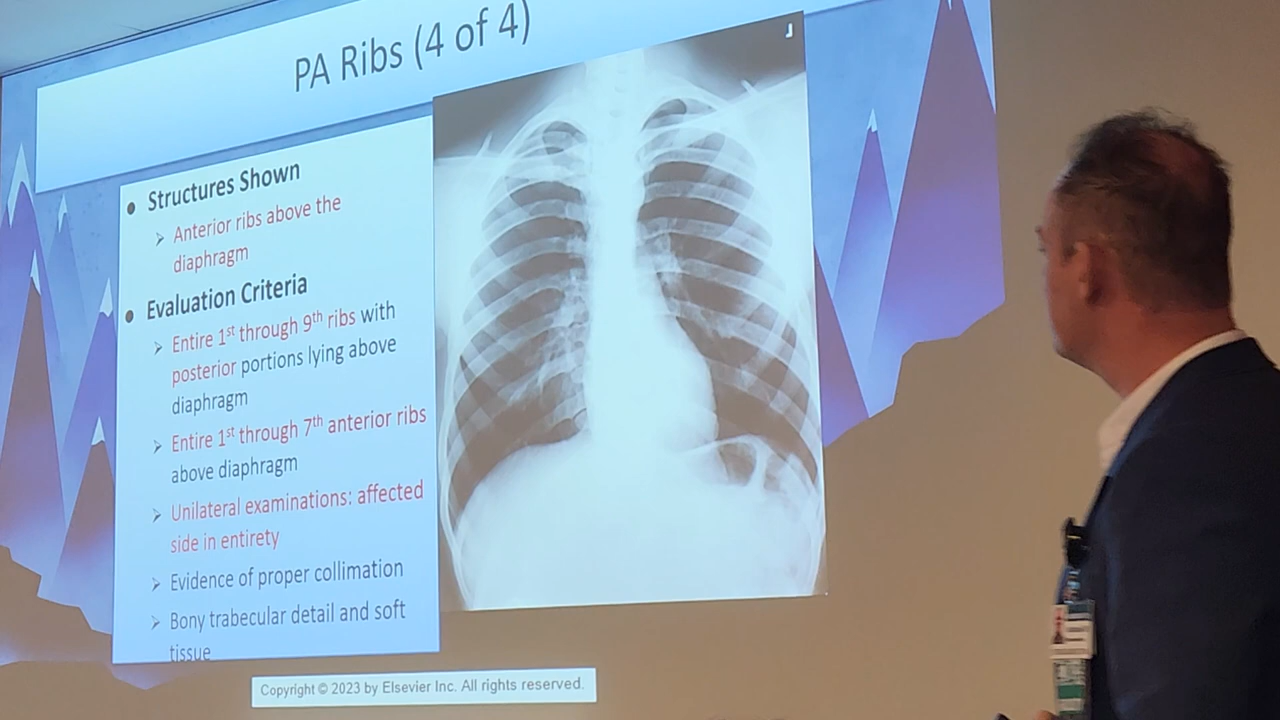 PA Ribs (4 of 4)
J
• Structures Shown
➢ Anterior ribs above the
diaphragm
• Evaluation Criteria
➢ Entire 1st through 9th ribs with
posterior portions lying above
diaphragm
➢ Entire 1st through 7th anterior ribs
above diaphragm
➢ Unilateral examinations: affected
side in entirety
➢ Evidence of proper collimation
➢ Bony trabecular detail and soft
tissue
Copyright © 2023 by Elsevier Inc. All rights reserved.